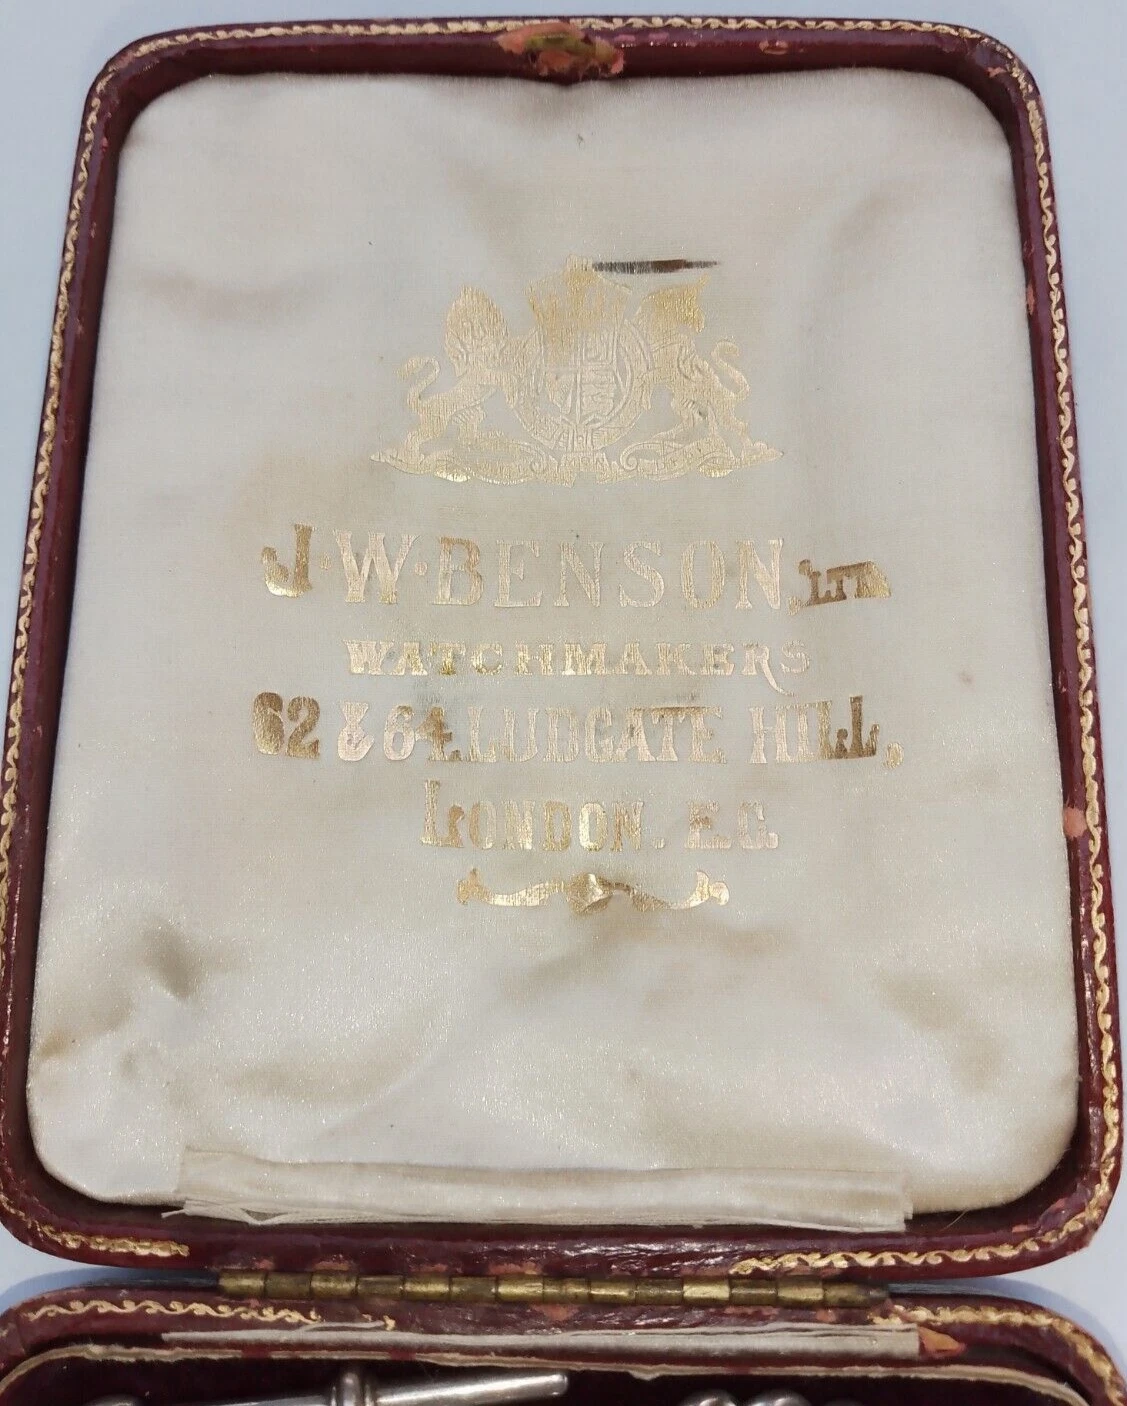 J·W·BENSON, LTD
WATCHMAKERS
62 & 64, LUDGATE HILL,
LONDON. E.C.